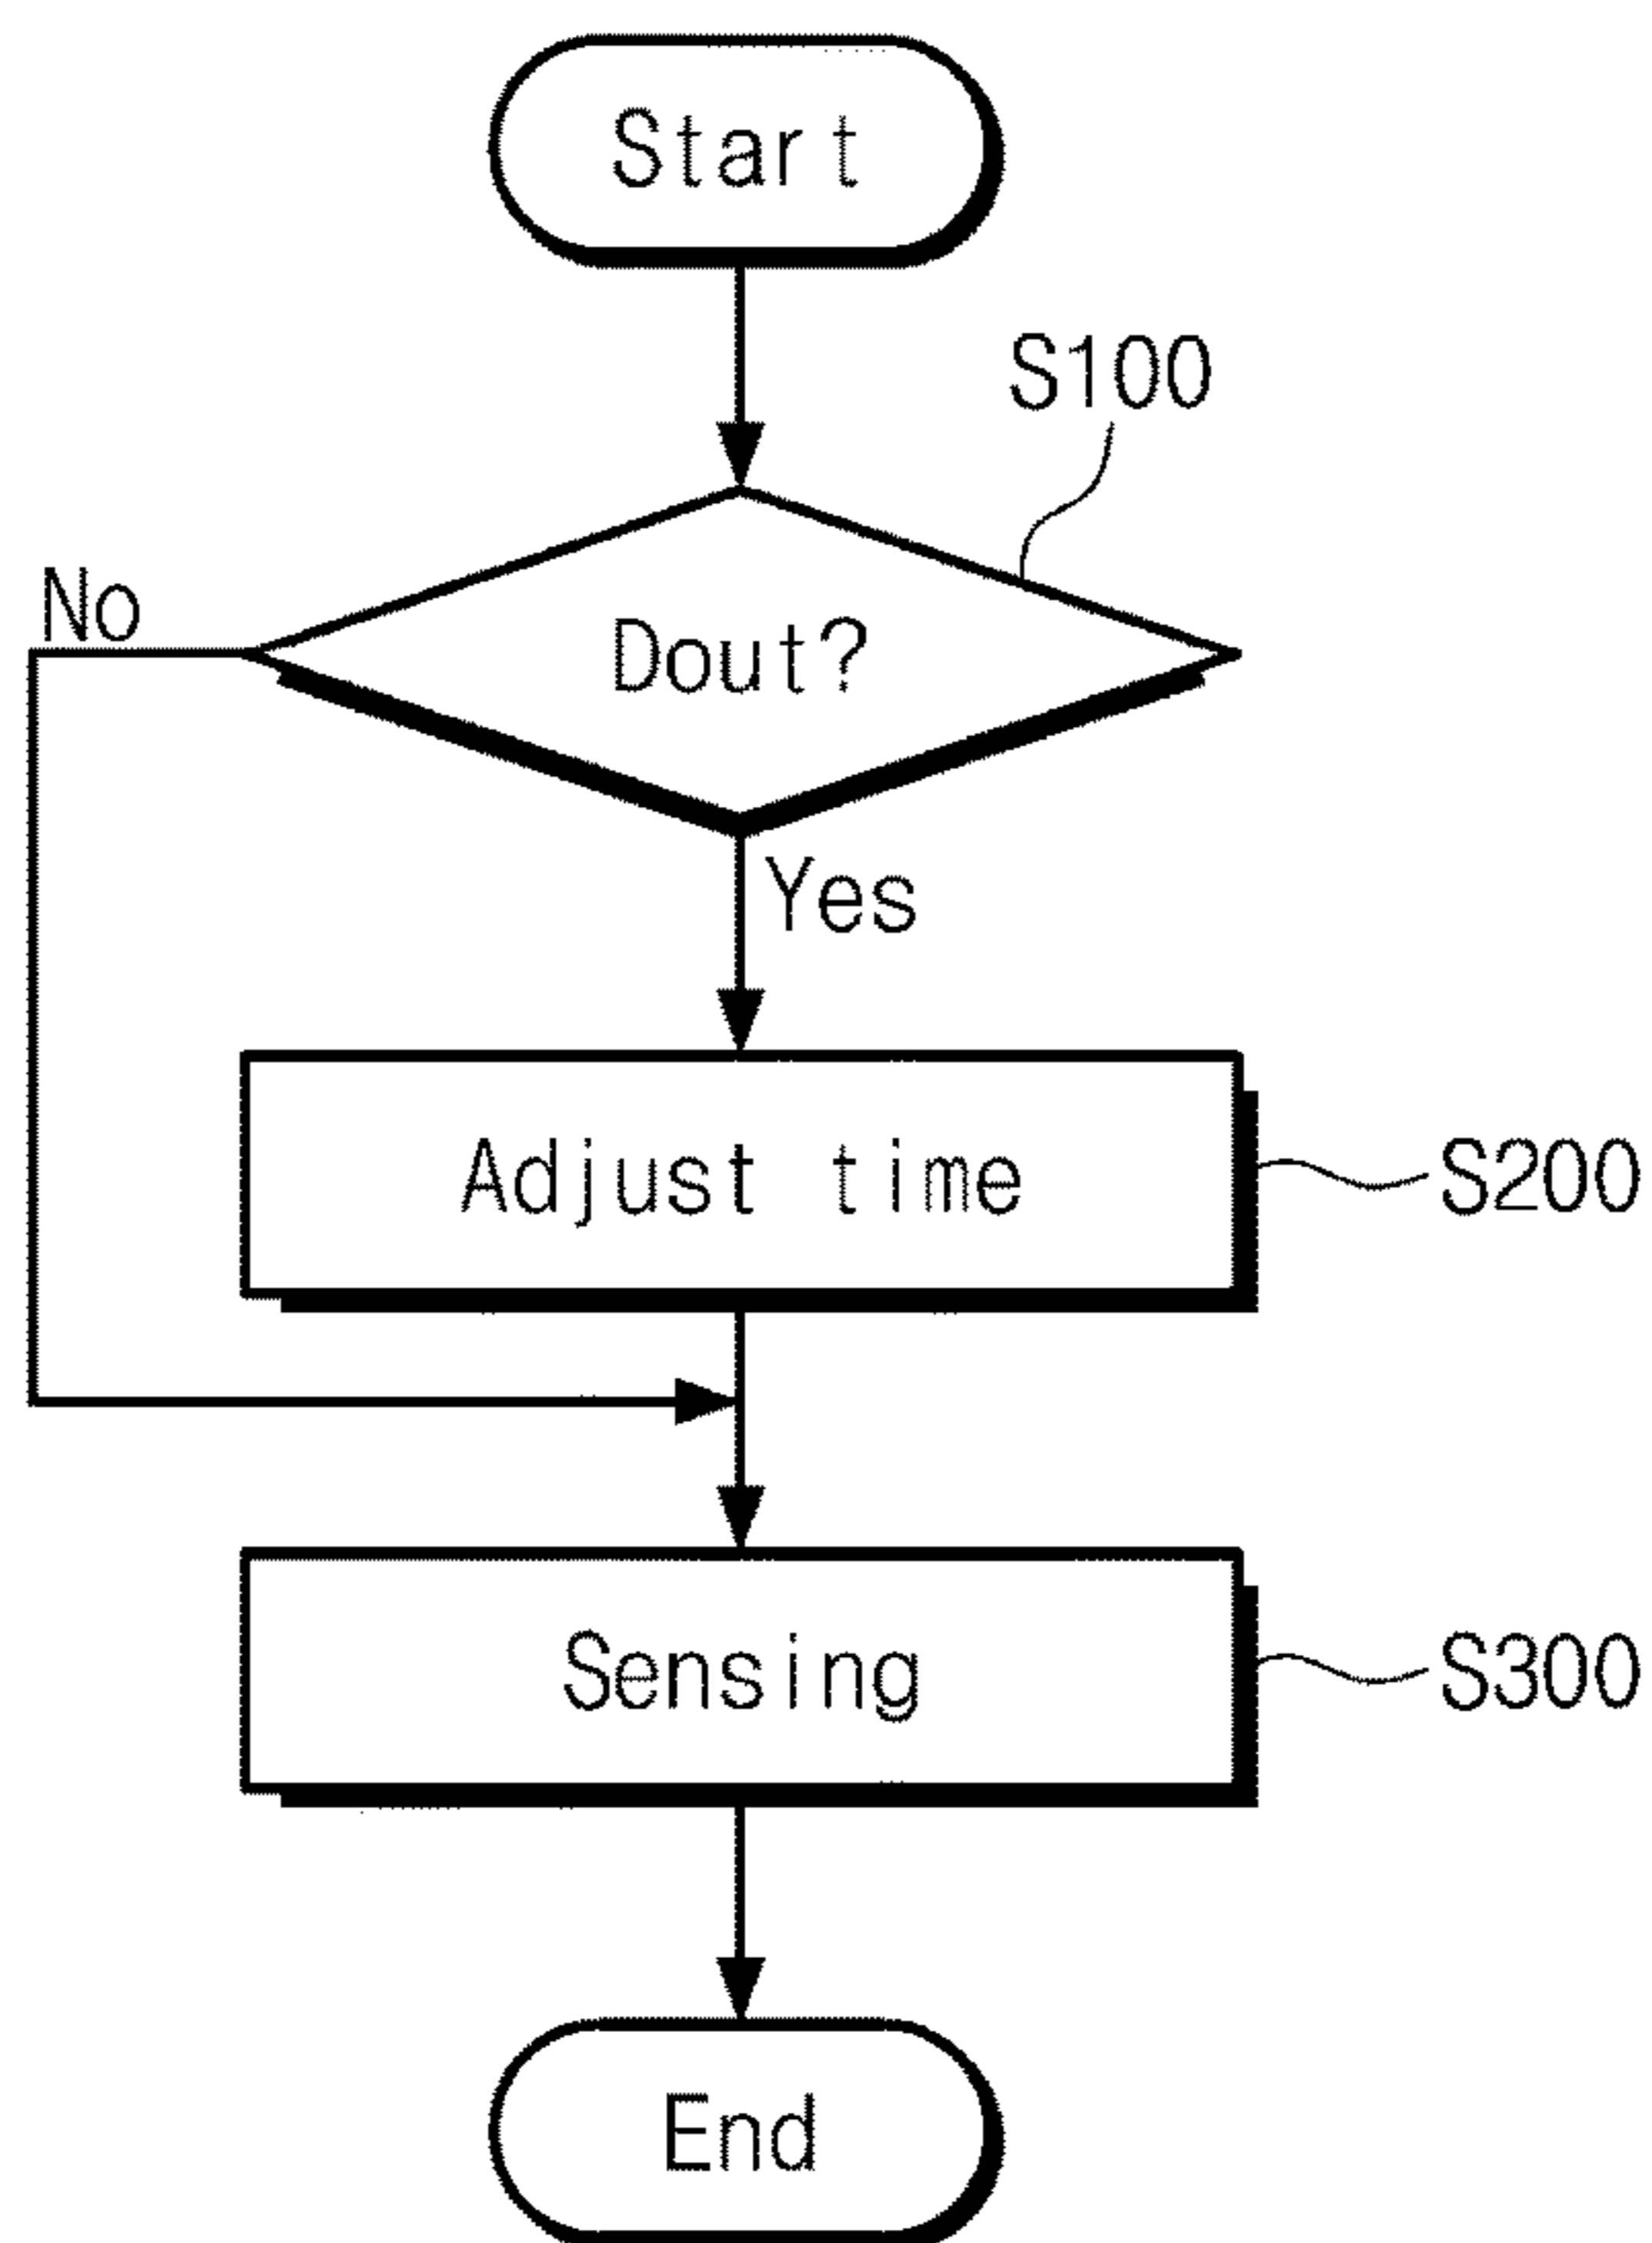 Start
S100
No
Dout?
Yes
Adjust time
S200
Sensing
S300
End